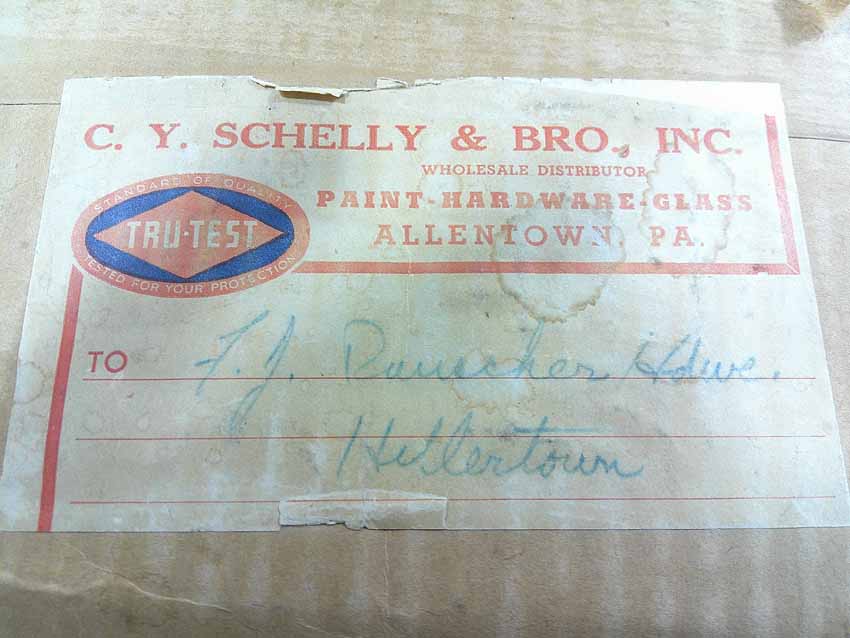 C. Y. SCHELLY & BRO., INC.
WHOLESALE DISTRIBUTOR
PAINT-HARDWARE-GLASS
ALLENTOWN, PA.
STANDARD OF QUALITY
TRU-TEST
TESTED FOR YOUR PROTECTION
TO F. J. Rauscher Hdwe.
Hellertown